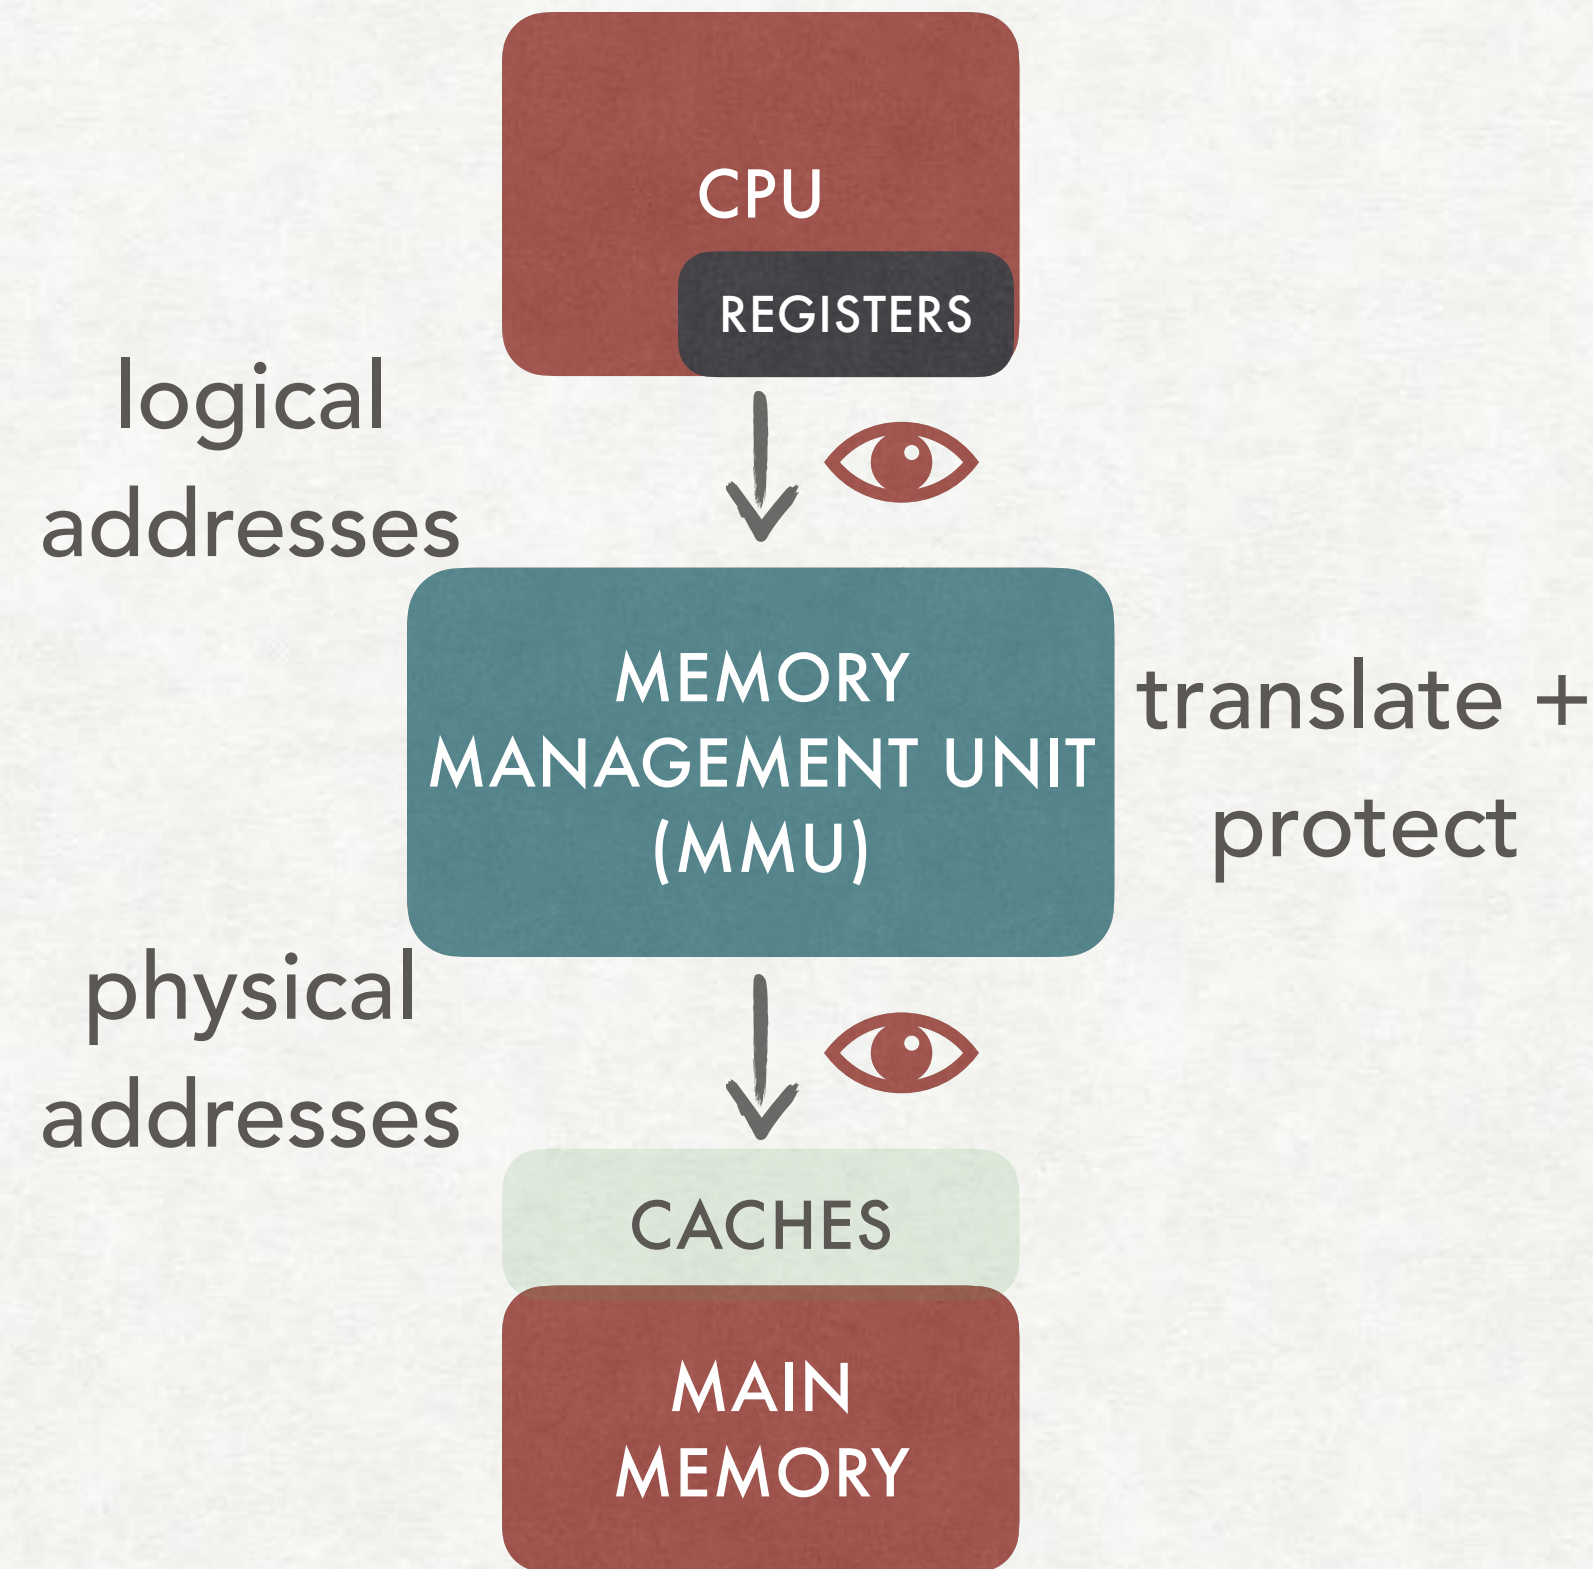 CPU
REGISTERS
logical
addresses
MEMORY
MANAGEMENT UNIT
(MMU)
translate +
protect
physical
addresses
CACHES
MAIN
MEMORY